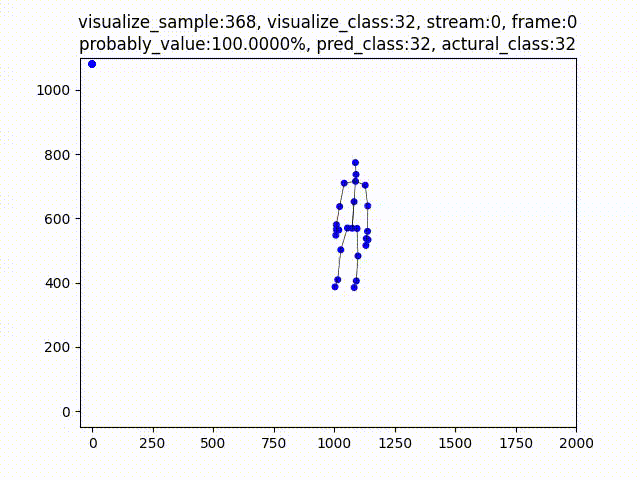 visualize_sample:368, visualize_class:32, stream:0, frame:0
probably_value:100.0000%, pred_class:32, actural_class:32
1000
800
600
400
200
0
0 250 500 750 1000 1250 1500 1750 2000